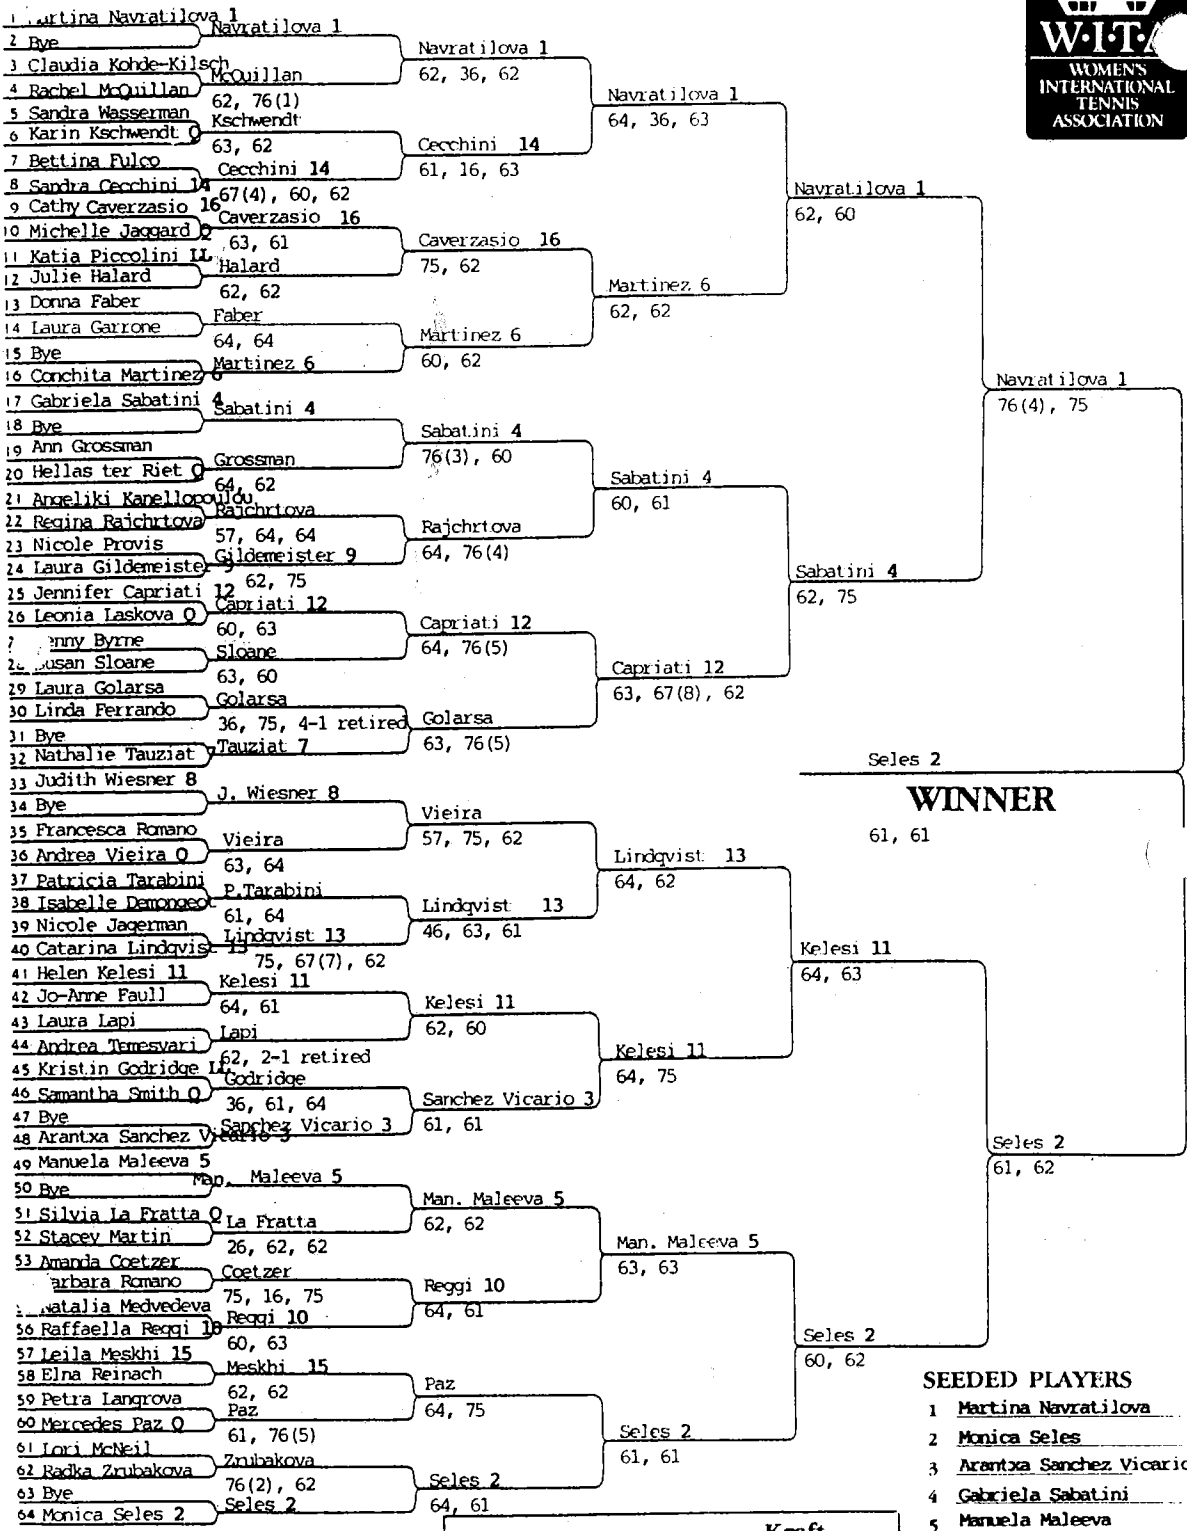 1 Martina Navratilova 1
2 Bye
3 Claudia Kohde-Kilsch
4 Rachel McQuillan
5 Sandra Wasserman
6 Karin Kschwendt Q
7 Bettina Fulco
8 Sandra Cecchini 14
9 Cathy Caverzasio 16
10 Michelle Jaggard Q
11 Katia Piccolini LL
12 Julie Halard
13 Donna Faber
14 Laura Garrone
15 Bye
16 Conchita Martinez 6
17 Gabriela Sabatini 4
18 Bye
19 Ann Grossman
20 Hellas ter Riet Q
21 Angeliki Kanellopoulou
22 Regina Rajchrtova
23 Nicole Provis
24 Laura Gildemeister 9
25 Jennifer Capriati 12
26 Leonia Laskova Q
enny Byrne
Susan Sloane
29 Laura Golarsa
30 Linda Ferrando
31 Bye
32 Nathalie Tauziat 7
33 Judith Wiesner 8
34 Bye
35 Francesca Romano
36 Andrea Vieira Q
37 Patricia Tarabini
38 Isabelle Demongeot
39 Nicole Jagerman
40 Catarina Lindqvist 13
41 Helen Kelesi 11
42 Jo-Anne Faull
43 Laura Lapi
44 Andrea Temesvari
45 Kristin Godridge LL
46 Samantha Smith Q
47 Bye
48 Arantxa Sanchez Vicario 3
49 Manuela Maleeva 5
50 Bye
51 Silvia La Fratta Q
52 Stacey Martin
53 Amanda Coetzer
arbara Romano
Natalia Medvedeva
56 Raffaella Reggi 10
57 Leila Meskhi 15
58 Elna Reinach
59 Petra Langrova
60 Mercedes Paz Q
61 Lori McNeil
62 Radka Zrubakova
63 Bye
64 Monica Seles 2
Navratilova 1
McQuillan
62, 76(1)
Kschwendt
63, 62
Cecchini 14
67(4), 60, 62
Caverzasio 16
63, 61
Halard
62, 62
Faber
64, 64
Martinez 6
Sabatini 4
Grossman
64, 62
Rajchrtova
57, 64, 64
Gildemeister 9
62, 75
Capriati 12
60, 63
Sloane
63, 60
Golarsa
36, 75, 4-1 retired
Tauziat 7
J. Wiesner 8
Vieira
63, 64
P.Tarabini
61, 64
Lindqvist 13
75, 67(7), 62
Kelesi 11
64, 61
Lapi
62, 2-1 retired
Godridge
36, 61, 64
Sanchez Vicario 3
Man. Maleeva 5
La Fratta
26, 62, 62
Coetzer
75, 16, 75
Reggi 10
60, 63
Meskhi 15
62, 62
Paz
61, 76(5)
Zrubakova
76(2), 62
Seles 2
Navratilova 1
62, 36, 62
Cecchini 14
61, 16, 63
Caverzasio 16
75, 62
Martinez 6
60, 62
Sabatini 4
76(3), 60
Rajchrtova
64, 76(4)
Capriati 12
64, 76(5)
Golarsa
63, 76(5)
Vieira
57, 75, 62
Lindqvist 13
46, 63, 61
Kelesi 11
62, 60
Sanchez Vicario 3
61, 61
Man. Maleeva 5
62, 62
Reggi 10
64, 61
Paz
64, 75
Seles 2
64, 61
Navratilova 1
64, 36, 63
Martinez 6
62, 62
Sabatini 4
60, 61
Capriati 12
63, 67(8), 62
Lindqvist 13
64, 62
Kelesi 11
64, 75
Man. Maleeva 5
63, 63
Seles 2
61, 61
Navratilova 1
62, 60
Sabatini 4
62, 75
Kelesi 11
64, 63
Seles 2
60, 62
Navratilova 1
76(4), 75
Seles 2
61, 62
Seles 2
WINNER
61, 61
W·I·T·A
WOMEN'S
INTERNATIONAL
TENNIS
ASSOCIATION
SEEDED PLAYERS
1 Martina Navratilova
2 Monica Seles
3 Arantxa Sanchez Vicario
4 Gabriela Sabatini
5 Manuela Maleeva
Kraft